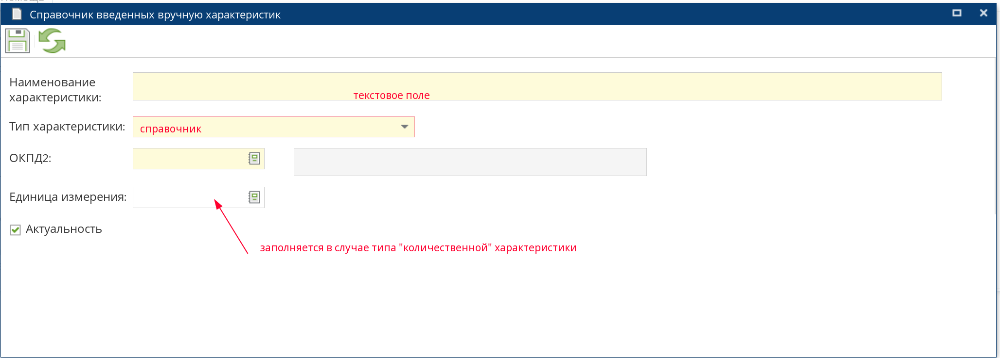 Помощь
Справочник введенных вручную характеристик
Наименование
характеристики:
текстовое поле
Тип характеристики:
справочник
ОКПД2:
Единица измерения:
Актуальность
заполняется в случае типа "количественной" характеристики